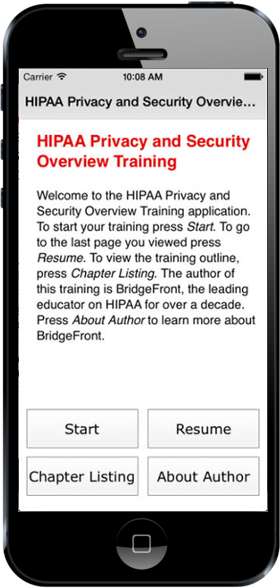 Carrier 10:08 AM
HIPAA Privacy and Security Overvie...
HIPAA Privacy and Security
Overview Training
Welcome to the HIPAA Privacy and
Security Overview Training application.
To start your training press Start. To go
to the last page you viewed press
Resume. To view the training outline,
press Chapter Listing. The author of
this training is BridgeFront, the leading
educator on HIPAA for over a decade.
Press About Author to learn more about
BridgeFront.
Start Resume
Chapter Listing About Author